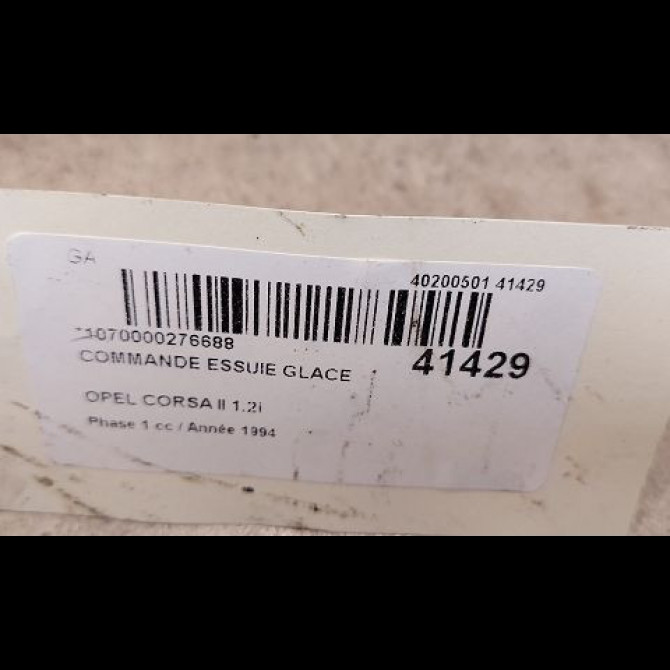 GA
40200501 41429
*1070000276688
41429
COMMANDE ESSUIE GLACE
OPEL CORSA II 1.2i
Phase 1 cc / Année 1994